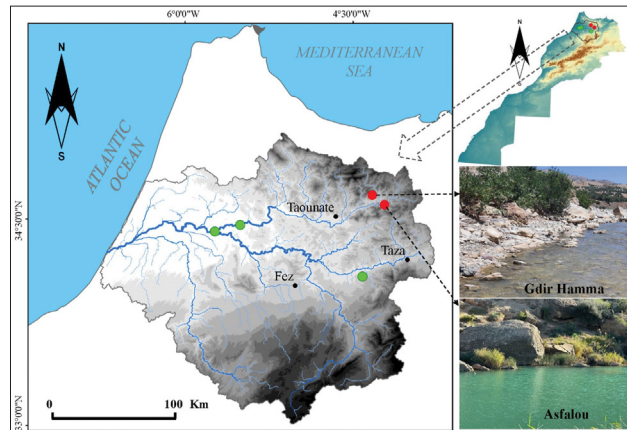 6°0'0"W
4°30'0"W
N
S
MEDITERRANEAN
SEA
ATLANTIC
OCEAN
N
S
34°30'0"N
33°0'0"N
Taounate
Taza
Fez
0
100
Km
Gdir Hamma
Asfalou